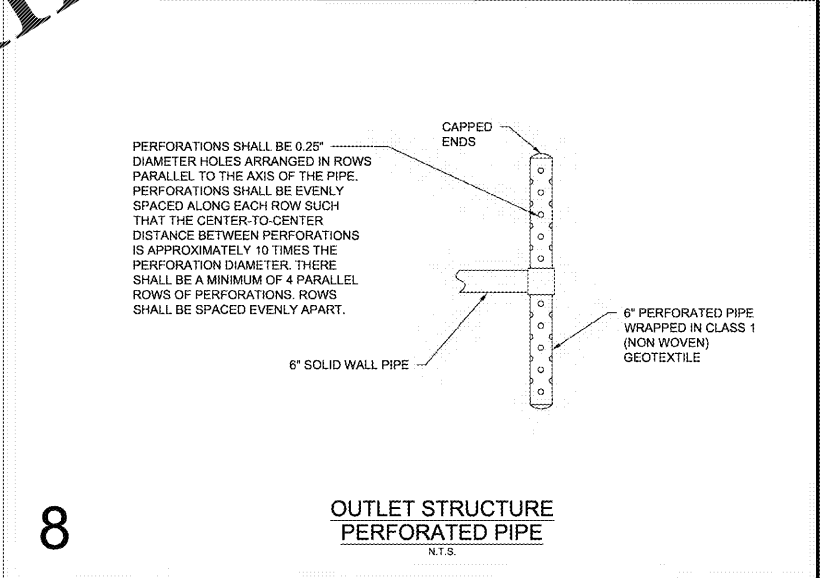 PERFORATIONS SHALL BE 0.25"
DIAMETER HOLES ARRANGED IN ROWS
PARALLEL TO THE AXIS OF THE PIPE.
PERFORATIONS SHALL BE EVENLY
SPACED ALONG EACH ROW SUCH
THAT THE CENTER-TO-CENTER
DISTANCE BETWEEN PERFORATIONS
IS APPROXIMATELY 10 TIMES THE
PERFORATION DIAMETER. THERE
SHALL BE A MINIMUM OF 4 PARALLEL
ROWS OF PERFORATIONS. ROWS
SHALL BE SPACED EVENLY APART.
CAPPED
ENDS
6" SOLID WALL PIPE
6" PERFORATED PIPE
WRAPPED IN CLASS 1
(NON WOVEN)
GEOTEXTILE
8
OUTLET STRUCTURE
PERFORATED PIPE
N.T.S.